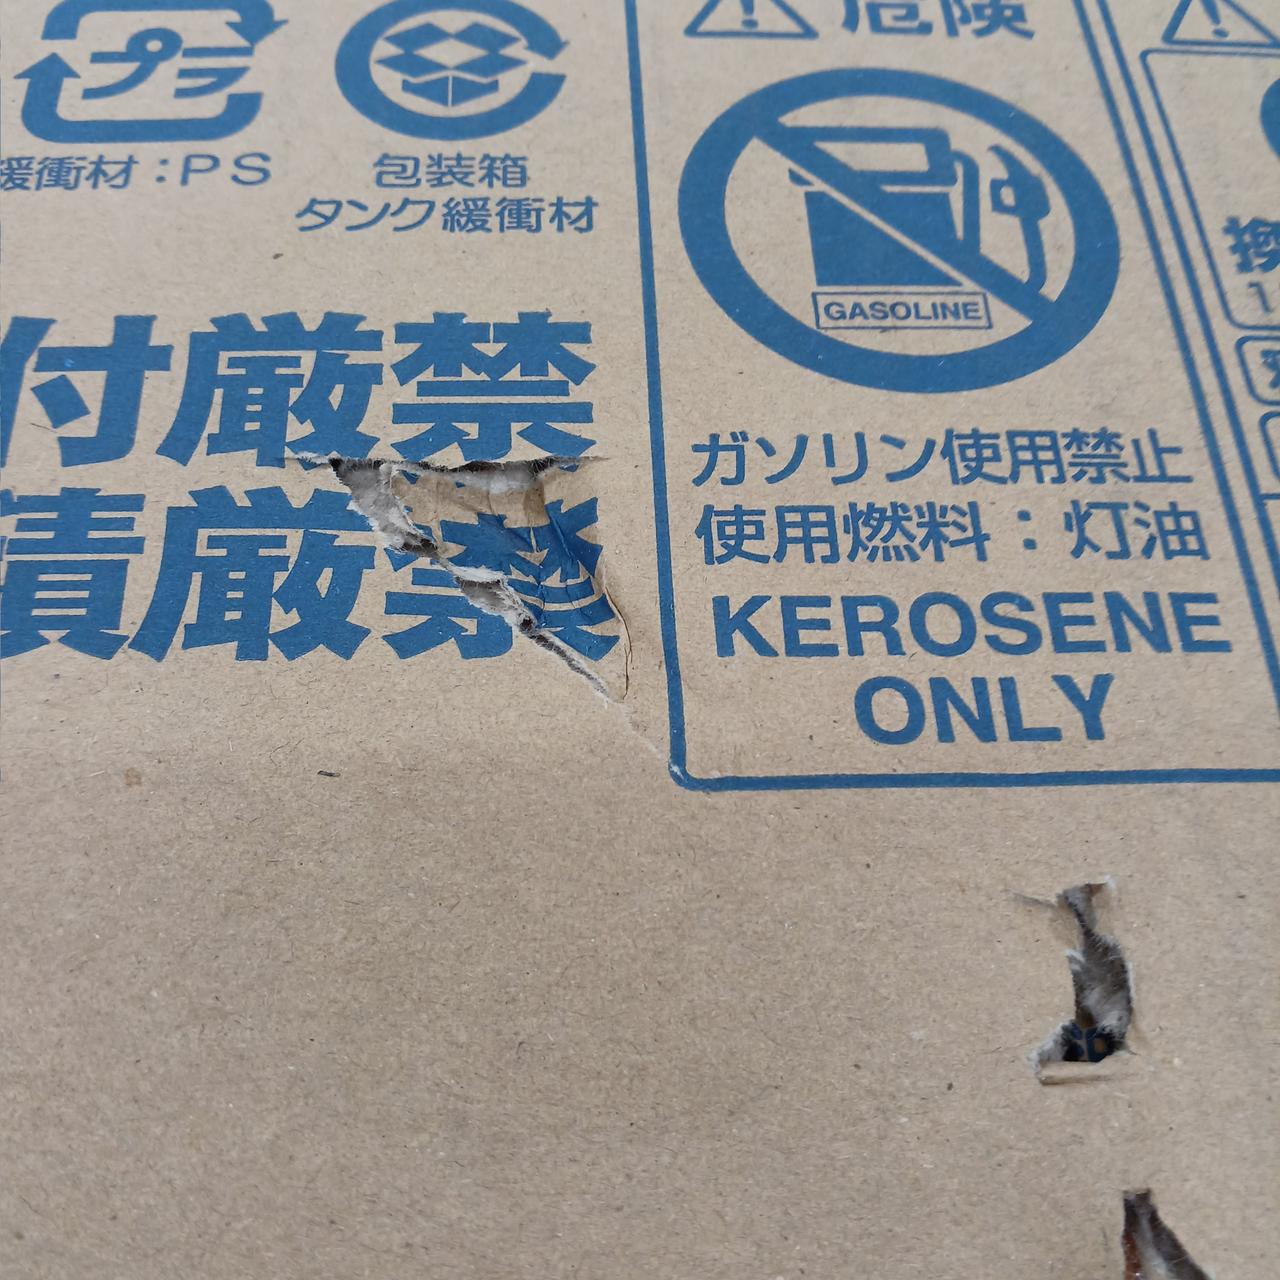 危険
プラ
緩衝材：PS
包装箱
タンク緩衝材
付厳禁
積厳禁
GASOLINE
ガソリン使用禁止
使用燃料：灯油
KEROSENE
ONLY
換